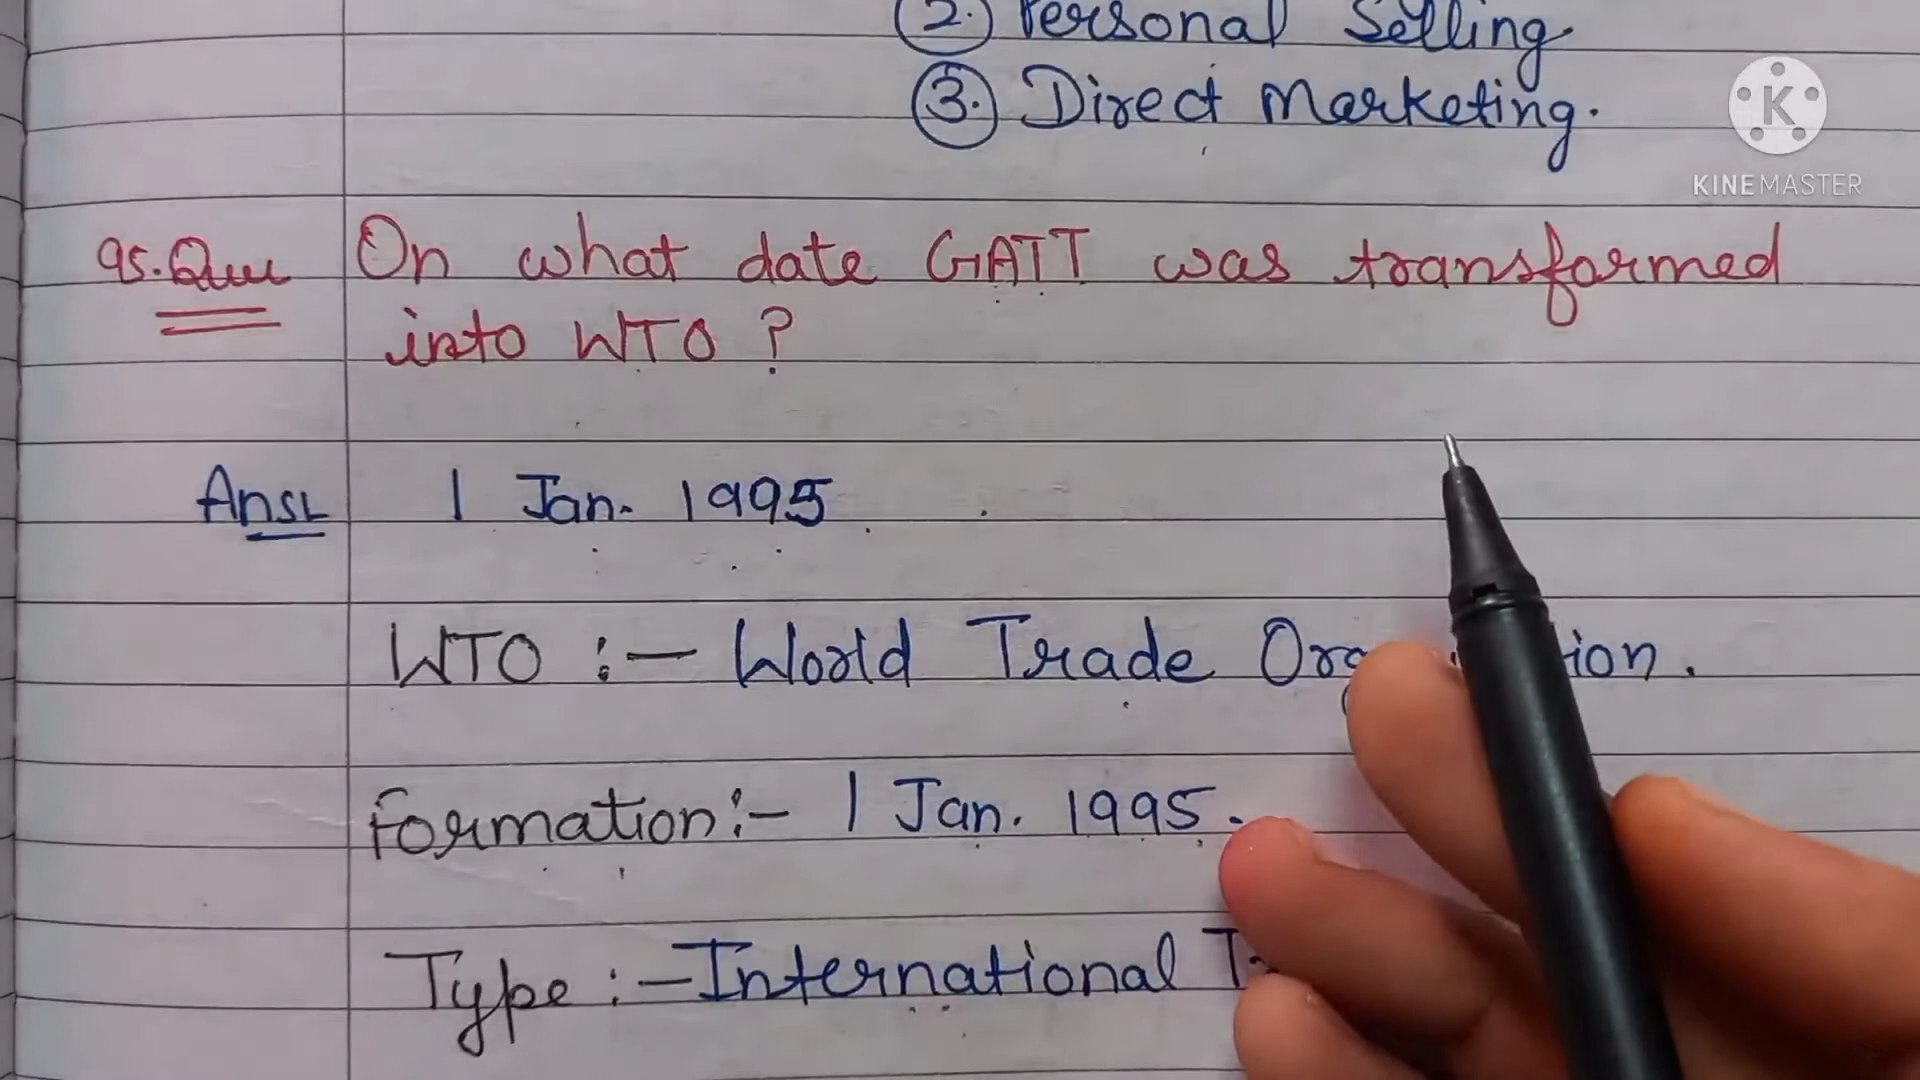 2. Personal Selling
3. Direct Marketing.
K
KINEMASTER
95. Que On what date GATT was transformed
into WTO ?
Ans 1 Jan. 1995
WTO :- World Trade
Formation:- 1 Jan. 1995.
Type :- International